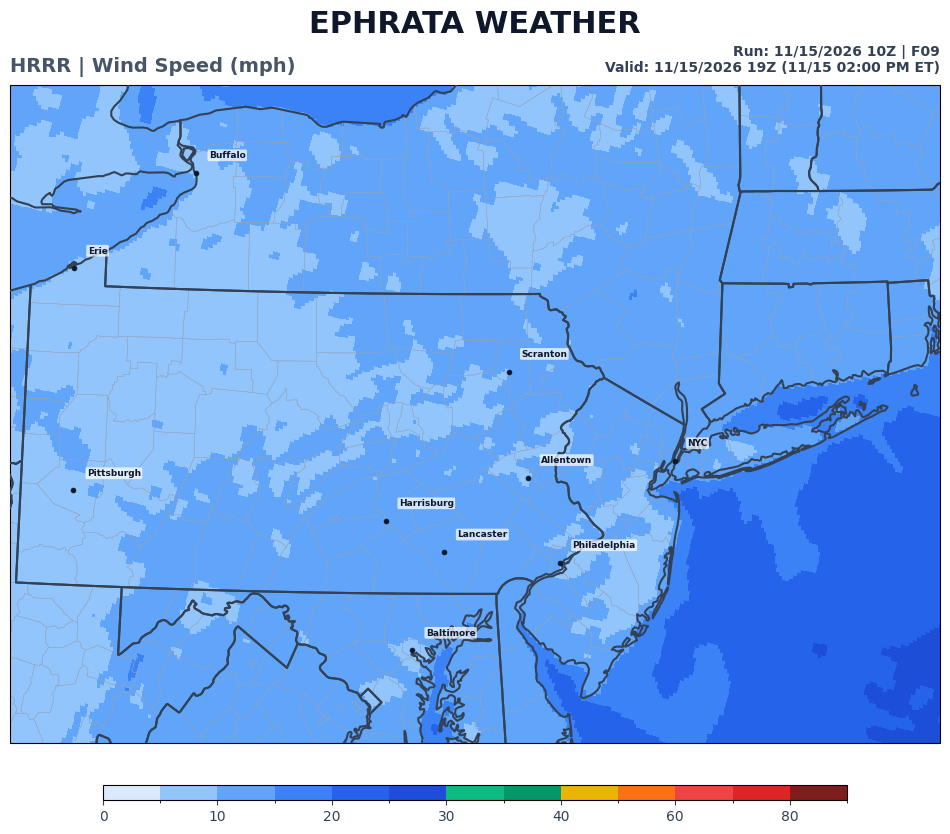 EPHRATA WEATHER
Run: 11/15/2026 10Z | F09
HRRR | Wind Speed (mph)
Valid: 11/15/2026 19Z (11/15 02:00 PM ET)
Buffalo
Erie
Scranton
NYC
Allentown
Pittsburgh
Harrisburg
Lancaster
Philadelphia
Baltimore
0 10 20 30 40 60 80